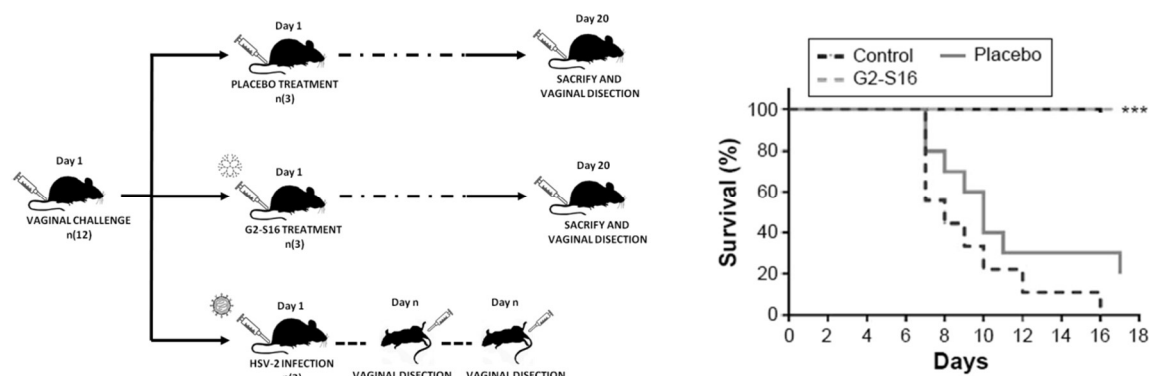 Day 1
PLACEBO TREATMENT
n(3)
Day 20
SACRIFY AND
VAGINAL DISECTION
Day 1
VAGINAL CHALLENGE
n(12)
Day 1
G2-S16 TREATMENT
n(3)
Day 20
SACRIFY AND
VAGINAL DISECTION
Day 1
HSV-2 INFECTION
Day n
VAGINAL DISECTION
Day n
VAGINAL DISECTION
Control
Placebo
G2-S16
***
Survival (%)
100
80
60
40
20
0
0 2 4 6 8 10 12 14 16 18
Days